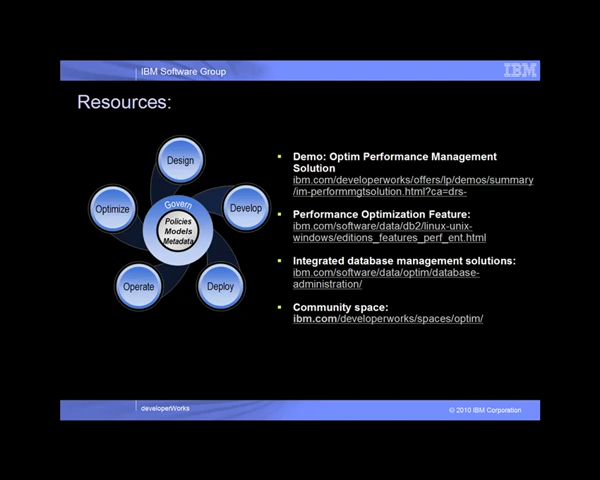 IBM Software Group
IBM
Resources:
Design
Develop
Deploy
Operate
Optimize
Govern
Policies
Models
Metadata
Demo: Optim Performance Management
Solution
ibm.com/developerworks/offers/lp/demos/summary
/im-performmgtsolution.html?ca=drs-
Performance Optimization Feature:
ibm.com/software/data/db2/linux-unix-
windows/editions_features_perf_ent.html
Integrated database management solutions:
ibm.com/software/data/optim/database-
administration/
Community space:
ibm.com/developerworks/spaces/optim/
developerWorks
© 2010 IBM Corporation